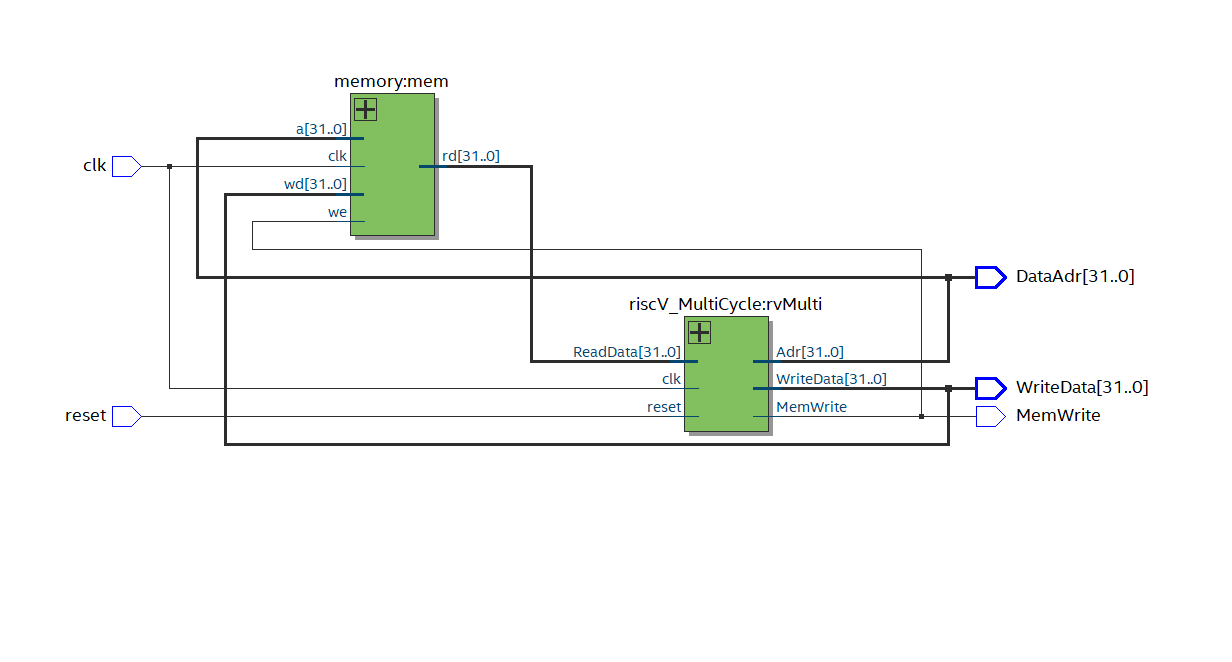 memory:mem
a[31..0]
clk
rd[31..0]
clk
wd[31..0]
we
DataAdr[31..0]
riscV_MultiCycle:rvMulti
ReadData[31..0]
Adr[31..0]
clk
WriteData[31..0]
WriteData[31..0]
reset
reset
MemWrite
MemWrite